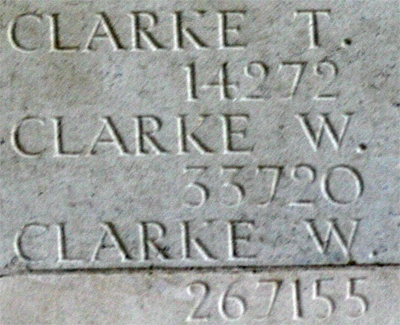 CLARKE T.
14272
CLARKE W.
33720
CLARKE W.
267155